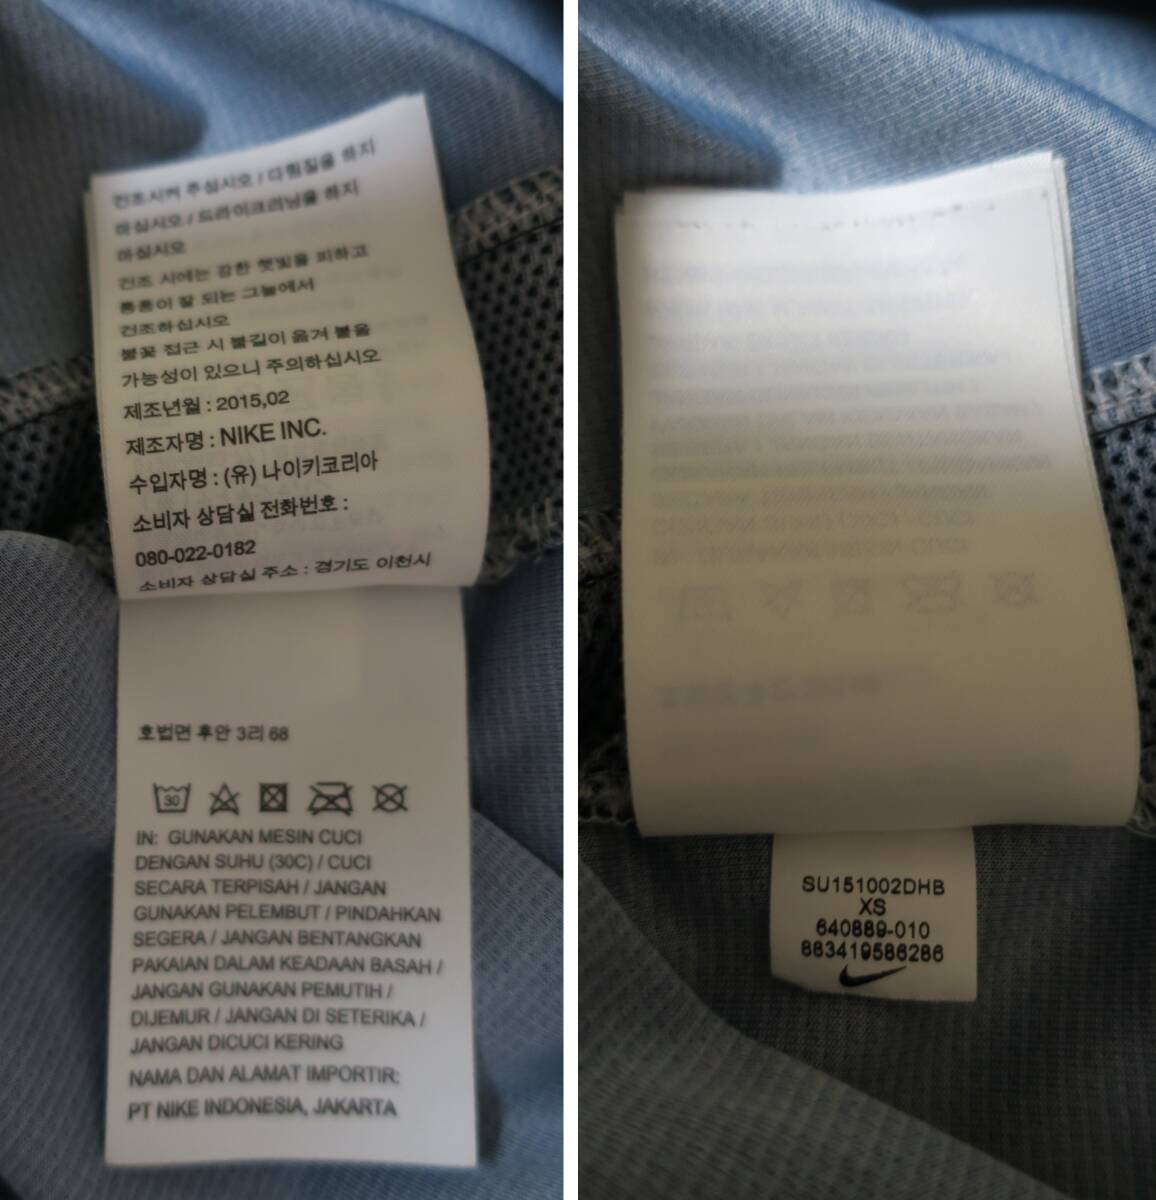 건조시켜 주십시오 / 다림질을 하지
마십시오 / 드라이크리닝을 하지
마십시오
건조 시에는 강한 햇빛을 피하고
통풍이 잘 되는 그늘에서
건조하십시오
불꽃 접근 시 불길이 옮겨 붙을
가능성이 있으니 주의하십시오
제조년월 : 2015,02
제조자명 : NIKE INC.
수입자명 : (유) 나이키코리아
소비자 상담실 전화번호 :
080-022-0182
소비자 상담실 주소 : 경기도 이천시
호법면 후안 3리 68
30
IN: GUNAKAN MESIN CUCI
DENGAN SUHU (30C) / CUCI
SECARA TERPISAH / JANGAN
GUNAKAN PELEMBUT / PINDAHKAN
SEGERA / JANGAN BENTANGKAN
PAKAIAN DALAM KEADAAN BASAH /
JANGAN GUNAKAN PEMUTIH /
DIJEMUR / JANGAN DI SETERIKA /
JANGAN DICUCI KERING
NAMA DAN ALAMAT IMPORTIR:
PT NIKE INDONESIA, JAKARTA
SU151002DHB
XS
640889-010
883419586286